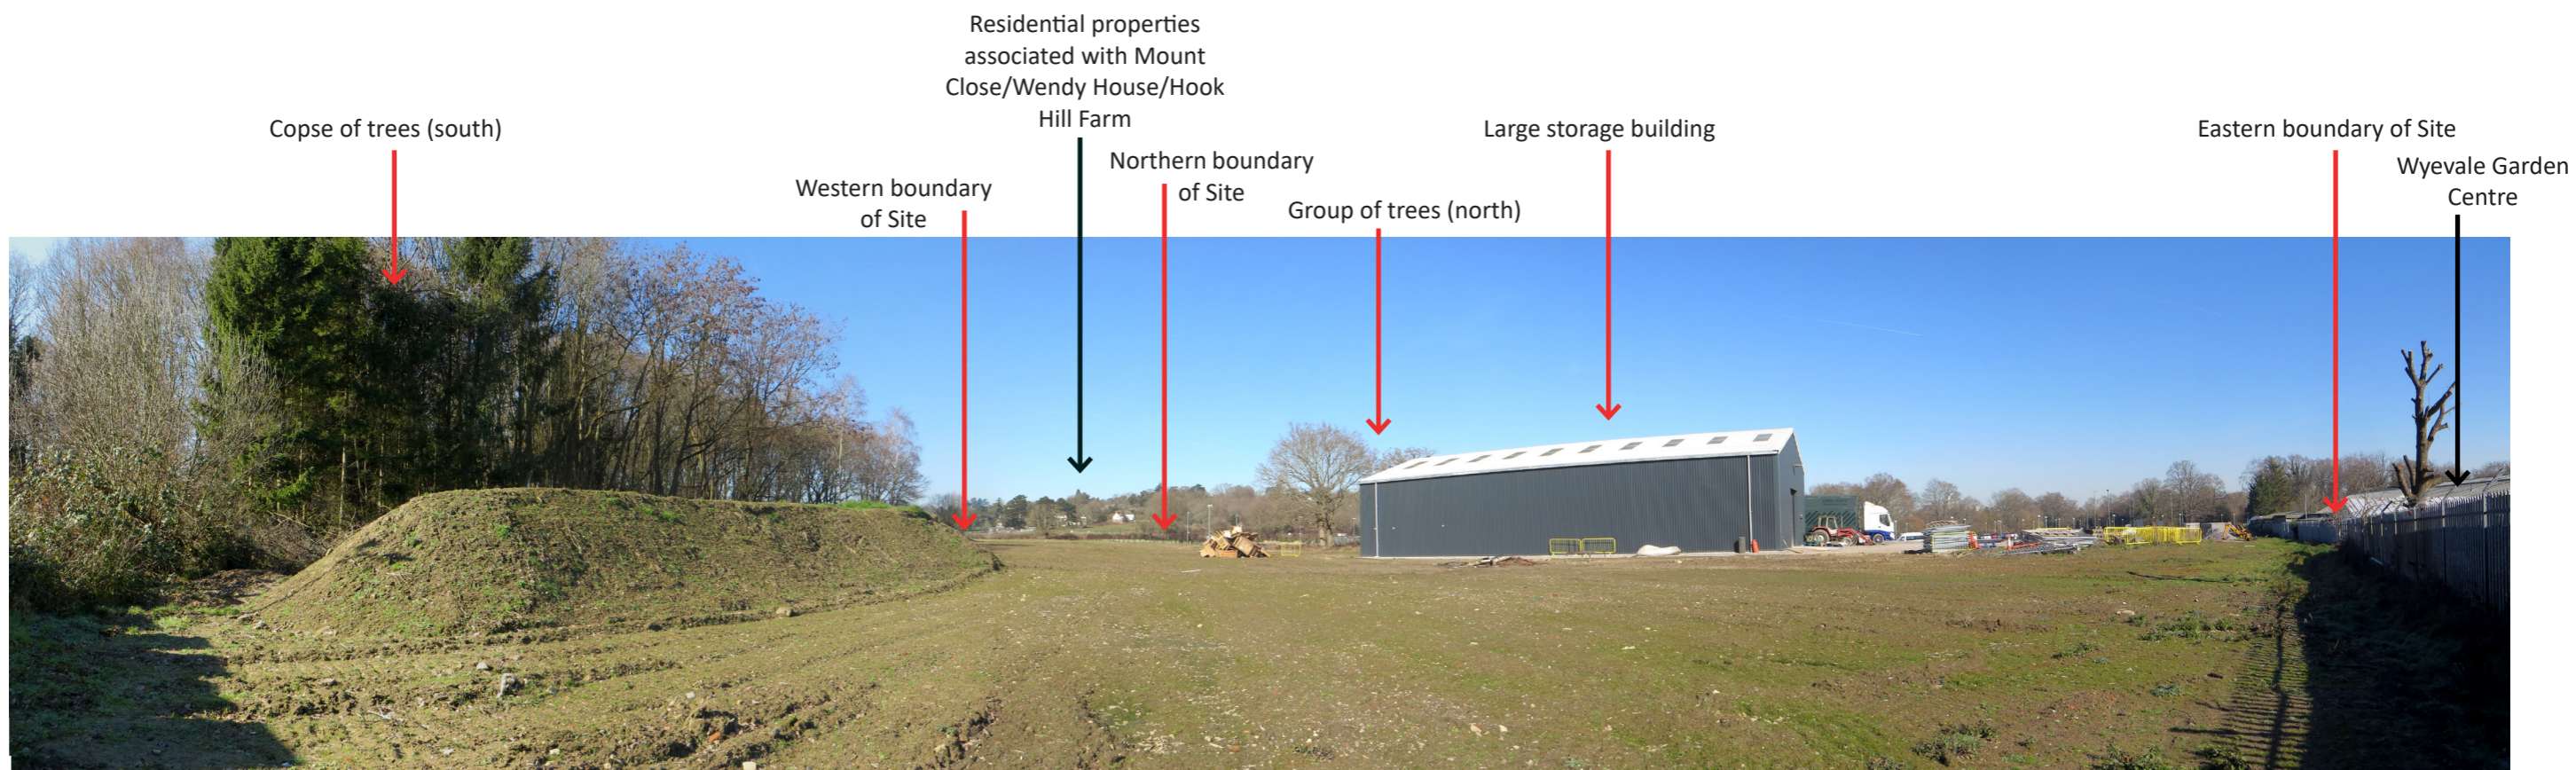 Residential properties
associated with Mount
Close/Wendy House/Hook
Hill Farm
Copse of trees (south)
Western boundary
of Site
Northern boundary
of Site
Group of trees (north)
Large storage building
Eastern boundary of Site
Wyevale Garden
Centre